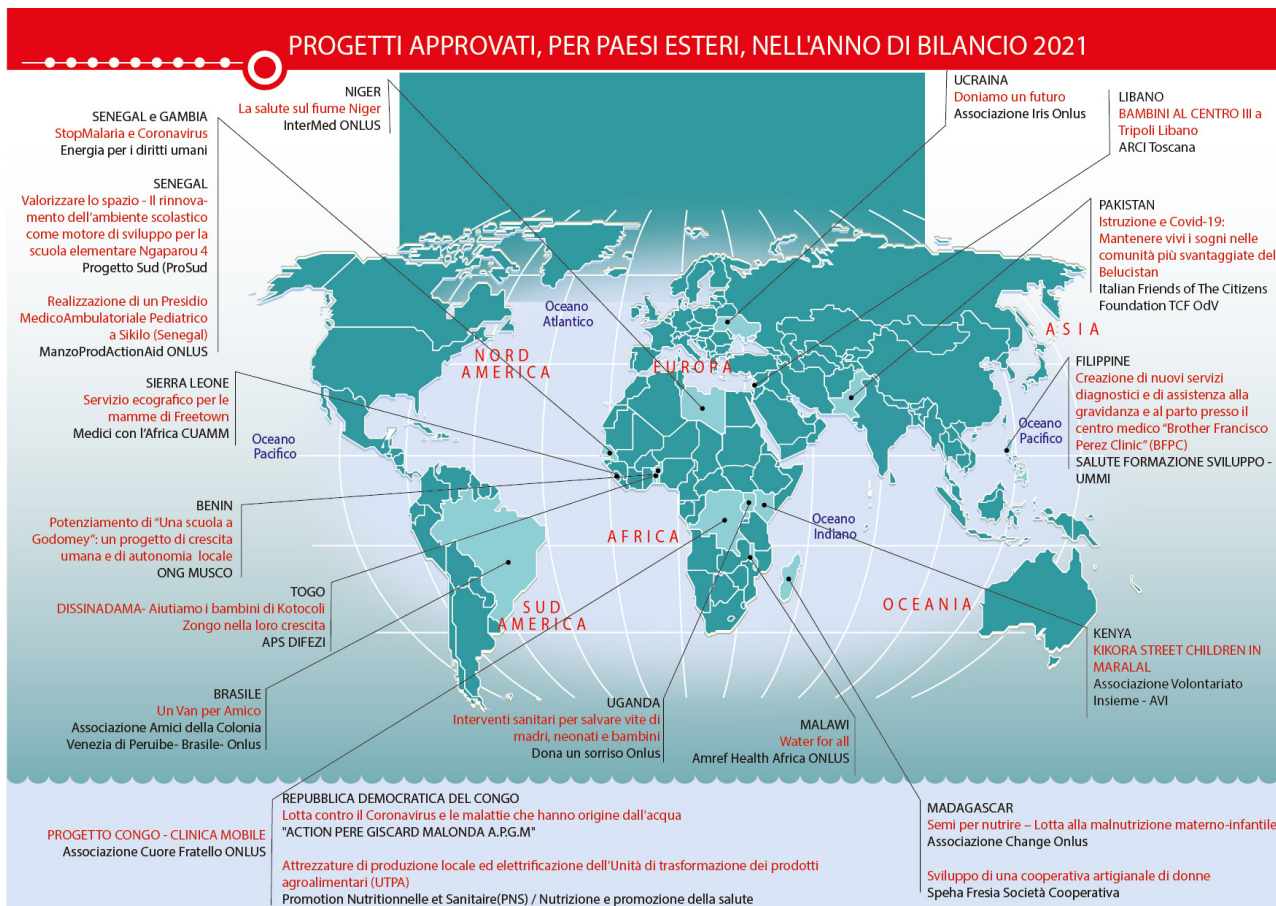 PROGETTI APPROVATI, PER PAESI ESTERI, NELL'ANNO DI BILANCIO 2021
NIGER
La salute sul fiume Niger
InterMed ONLUS
SENEGAL e GAMBIA
StopMalaria e Coronavirus
Energia per i diritti umani
SENEGAL
Valorizzare lo spazio - Il rinnova-
mento dell'ambiente scolastico
come motore di sviluppo per la
scuola elementare Ngaparou 4
Progetto Sud (ProSud
Realizzazione di un Presidio
MedicoAmbulatoriale Pediatrico
a Sikilo (Senegal)
ManzoProdActionAid ONLUS
SIERRA LEONE
Servizio ecografico per le
mamme di Freetown
Medici con l'Africa CUAMM
BENIN
Potenziamento di "Una scuola a
Godomey": un progetto di crescita
umana e di autonomia locale
ONG MUSCO
TOGO
DISSINADAMA- Aiutiamo i bambini di Kotocoli
Zongo nella loro crescita
APS DIFEZI
BRASILE
Un Van per Amico
Associazione Amici della Colonia
Venezia di Peruibe- Brasile- Onlus
UCRAINA
Doniamo un futuro
Associazione Iris Onlus
LIBANO
BAMBINI AL CENTRO III a
Tripoli Libano
ARCI Toscana
PAKISTAN
Istruzione e Covid-19:
Mantenere vivi i sogni nelle
comunità più svantaggiate del
Belucistan
Italian Friends of The Citizens
Foundation TCF OdV
FILIPPINE
Creazione di nuovi servizi
diagnostici e di assistenza alla
gravidanza e al parto presso il
centro medico "Brother Francisco
Perez Clinic" (BFPC)
SALUTE FORMAZIONE SVILUPPO -
UMMI
KENYA
KIKORA STREET CHILDREN IN
MARALAL
Associazione Volontariato
Insieme - AVI
UGANDA
Interventi sanitari per salvare vite di
madri, neonati e bambini
Dona un sorriso Onlus
MALAWI
Water for all
Amref Health Africa ONLUS
Oceano
Atlantico
NORD
AMERICA
EUROPA
ASIA
Oceano
Pacifico
Oceano
Pacifico
AFRICA
Oceano
Indiano
SUD
AMERICA
OCEANIA
PROGETTO CONGO - CLINICA MOBILE
Associazione Cuore Fratello ONLUS
REPUBBLICA DEMOCRATICA DEL CONGO
Lotta contro il Coronavirus e le malattie che hanno origine dall'acqua
"ACTION PERE GISCARD MALONDA A.P.G.M"
Attrezzature di produzione locale ed elettrificazione dell'Unità di trasformazione dei prodotti
agroalimentari (UTPA)
Promotion Nutritionnelle et Sanitaire(PNS) / Nutrizione e promozione della salute
MADAGASCAR
Semi per nutrire – Lotta alla malnutrizione materno-infantile
Associazione Change Onlus
Sviluppo di una cooperativa artigianale di donne
Speha Fresia Società Cooperativa